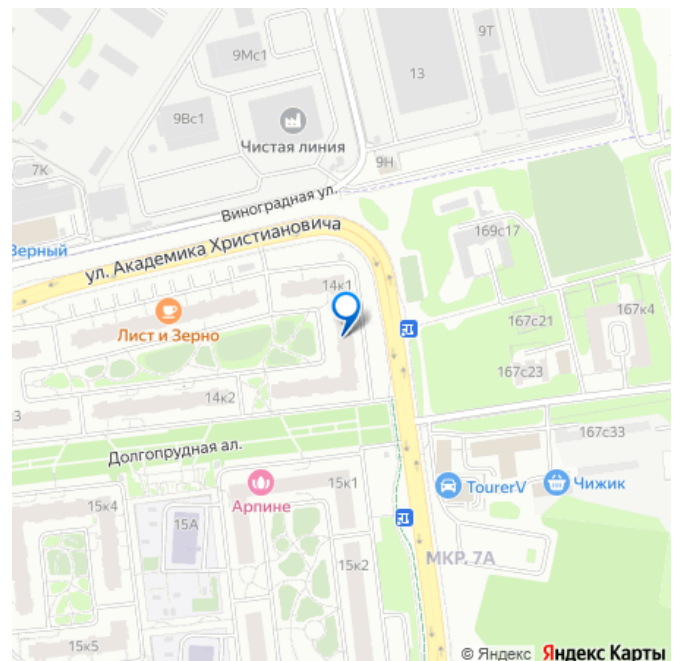 9Мс1
9Т
13
9Вс1
Чистая линия
9Н
7К
Виноградная ул.
169с17
Зерный
ул. Академика Христиановича
14к1
Лист и Зерно
167с21
167к4
167с23
14к2
3
167с33
Долгопрудная ал.
15к1
TourerV
Чижик
Арпине
15к4
15А
МКР. 7А
15к2
15к5
© Яндекс Яндекс Карты